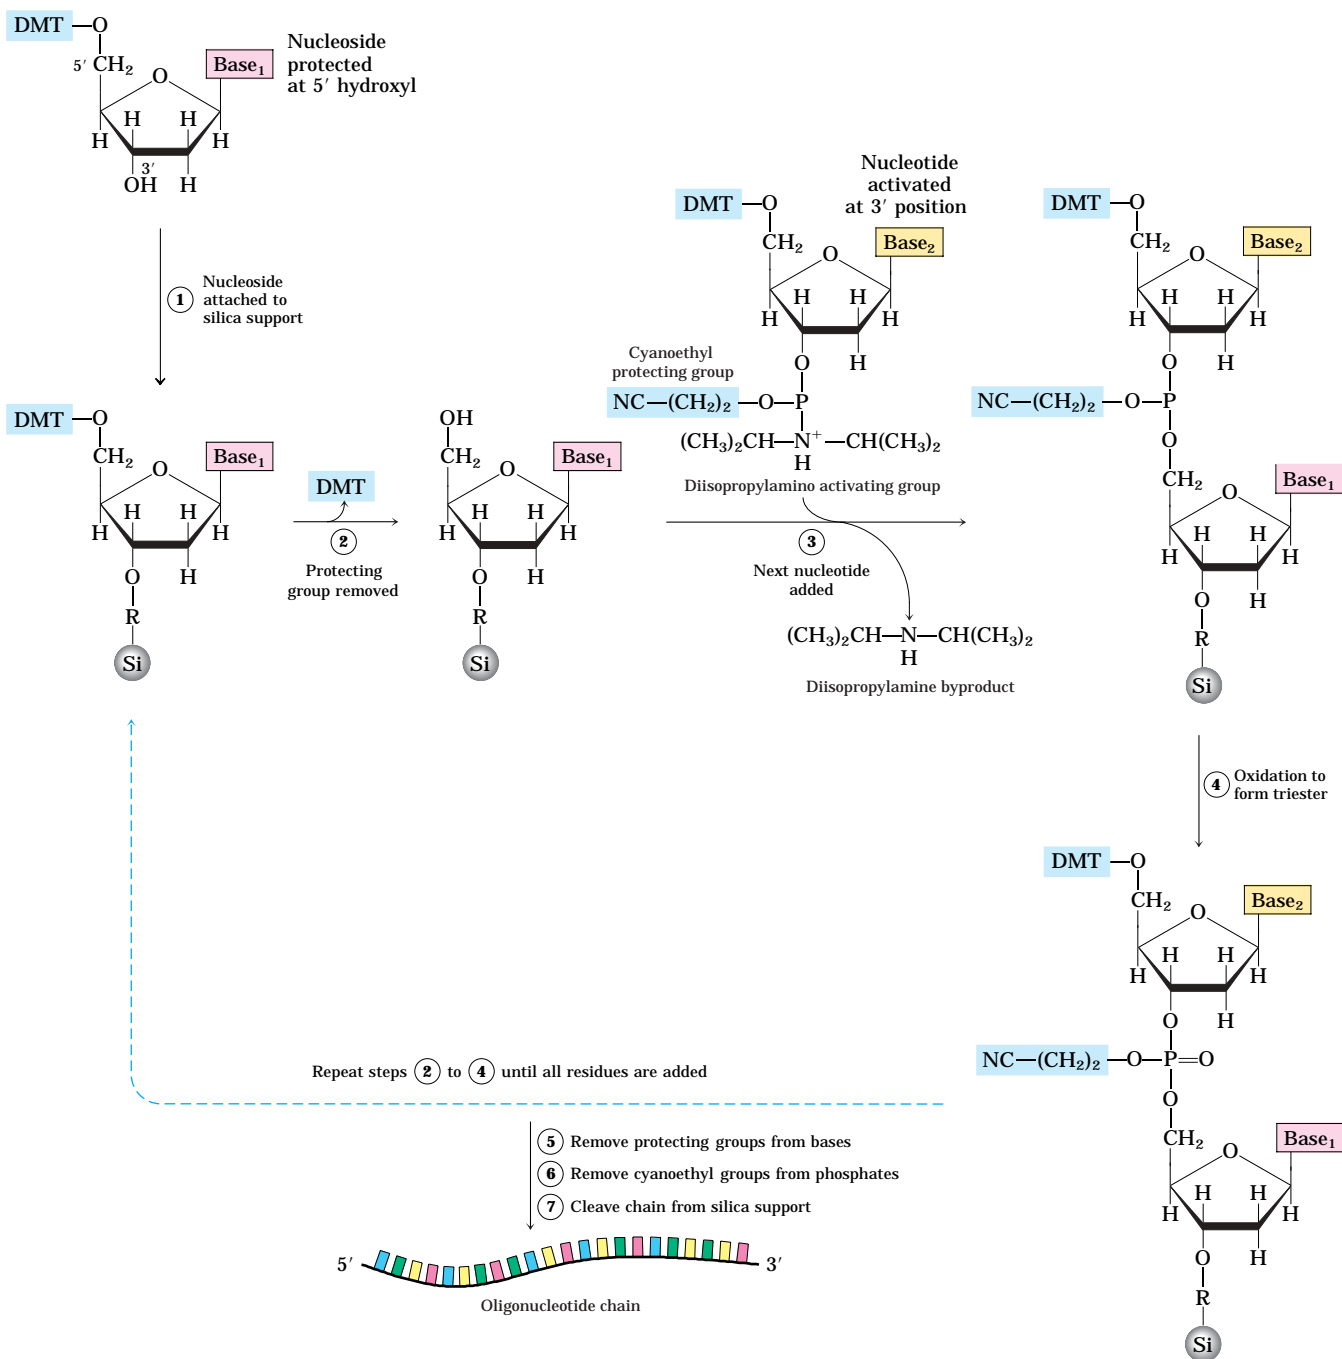 DMT—O
5′ CH₂
O
Base₁
Nucleoside
protected
at 5′ hydroxyl
H H H H
3′
OH H
1 Nucleoside
attached to
silica support
DMT—O
CH₂
O
Base₁
H H H H
O H
R
Si
DMT
2
Protecting
group removed
OH
CH₂
O
Base₁
H H H H
O H
R
Si
Nucleotide
activated
at 3′ position
DMT—O
CH₂
O
Base₂
H H H H
O H
Cyanoethyl
protecting group
NC—(CH₂)₂—O—P
(CH₃)₂CH—N⁺—CH(CH₃)₂
H
Diisopropylamino activating group
3
Next nucleotide
added
(CH₃)₂CH—N—CH(CH₃)₂
H
Diisopropylamine byproduct
DMT—O
CH₂
O
Base₂
H H H H
O H
NC—(CH₂)₂—O—P
O
CH₂
O
Base₁
H H H H
O H
R
Si
4 Oxidation to
form triester
DMT—O
CH₂
O
Base₂
H H H H
O H
NC—(CH₂)₂—O—P=O
O
CH₂
O
Base₁
H H H H
O H
R
Si
Repeat steps 2 to 4 until all residues are added
5 Remove protecting groups from bases
6 Remove cyanoethyl groups from phosphates
7 Cleave chain from silica support
5′ 3′
Oligonucleotide chain